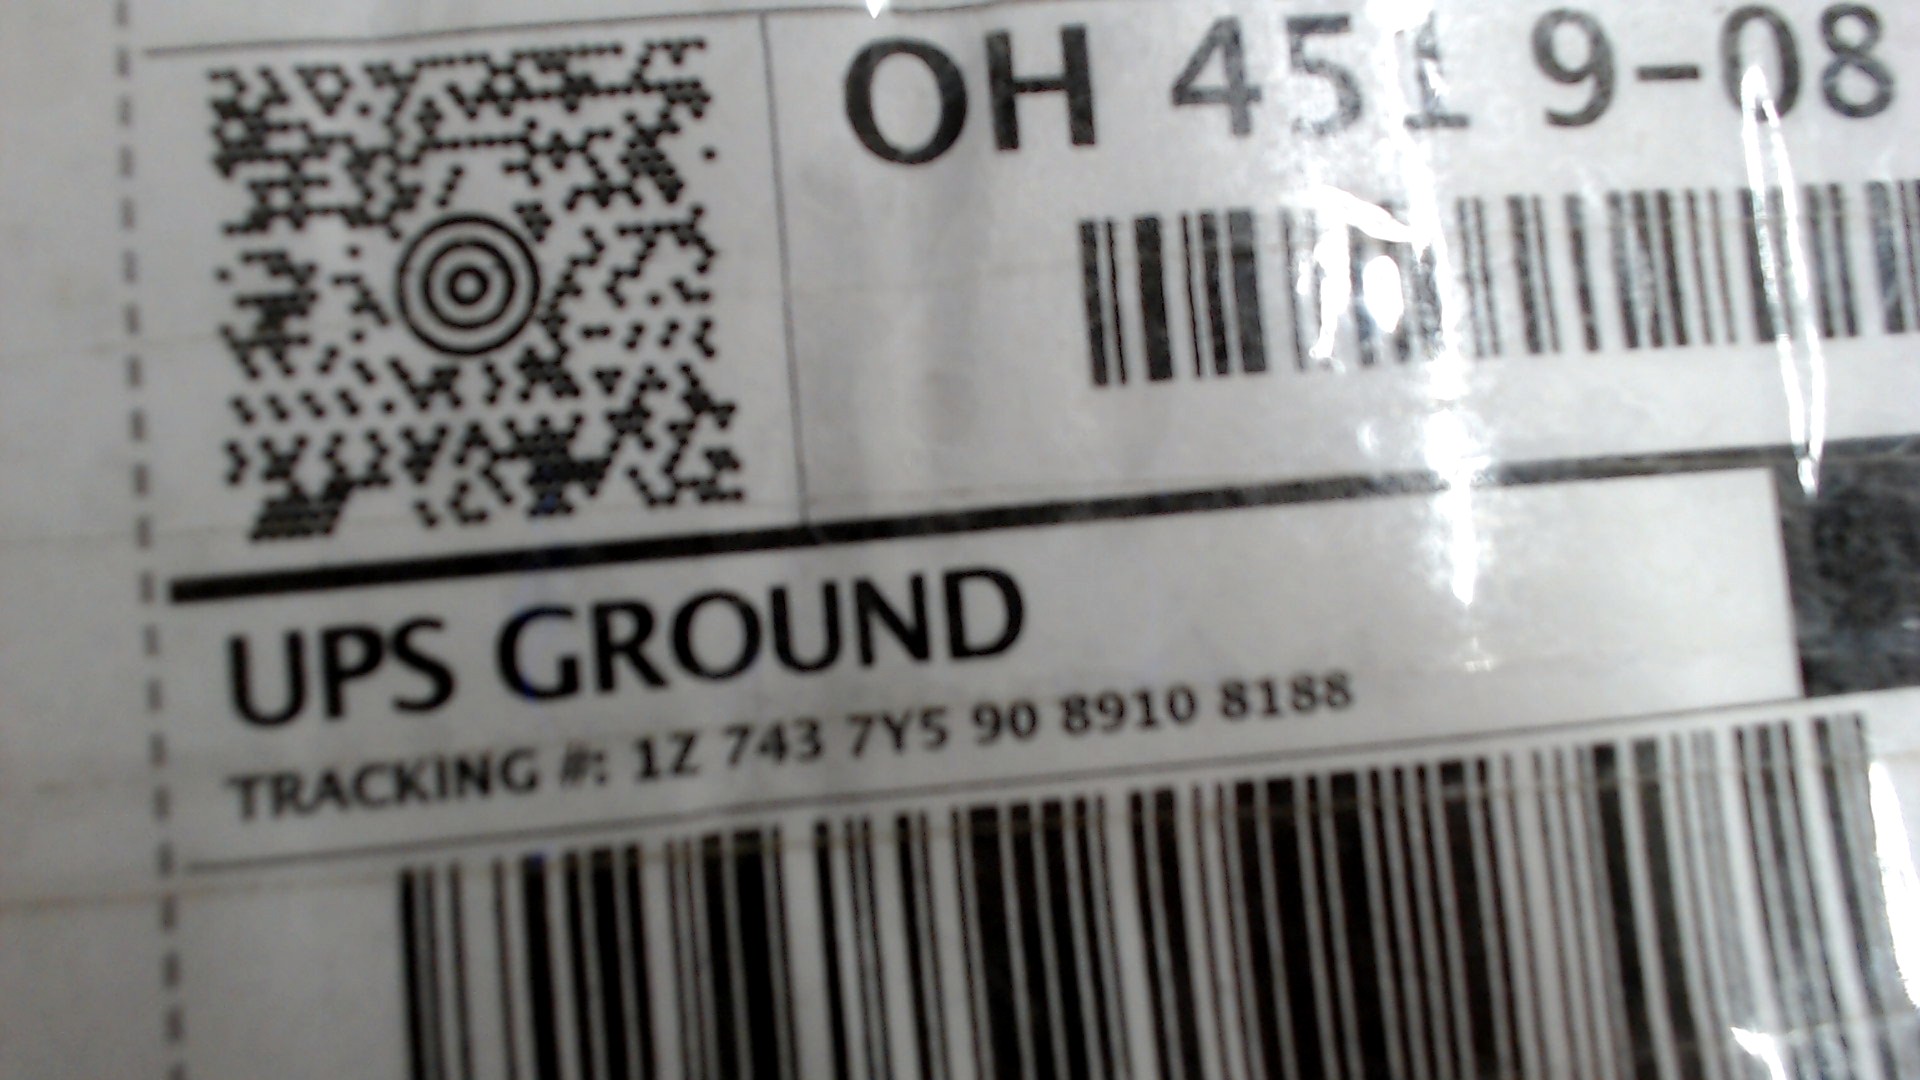 OH 451 9-08
UPS GROUND
TRACKING #: 1Z 743 7Y5 90 8910 8188